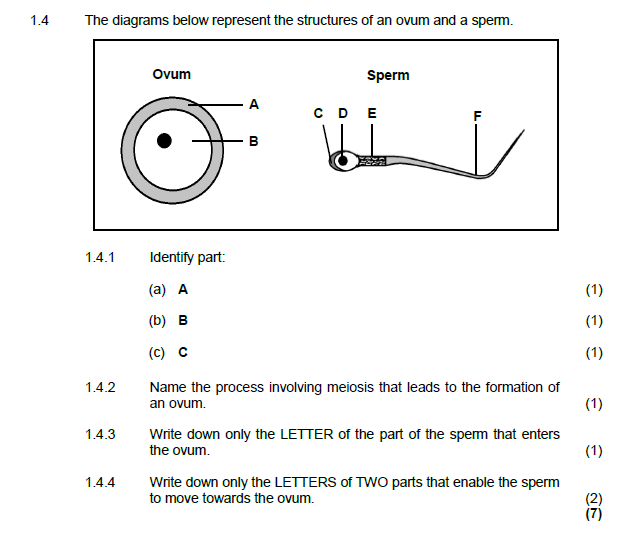 1.4 The diagrams below represent the structures of an ovum and a sperm.
Ovum Sperm
A
C D E F
B
1.4.1 Identify part:
(a) A (1)
(b) B (1)
(c) C (1)
1.4.2 Name the process involving meiosis that leads to the formation of
an ovum. (1)
1.4.3 Write down only the LETTER of the part of the sperm that enters
the ovum. (1)
1.4.4 Write down only the LETTERS of TWO parts that enable the sperm
to move towards the ovum. (2)
(7)